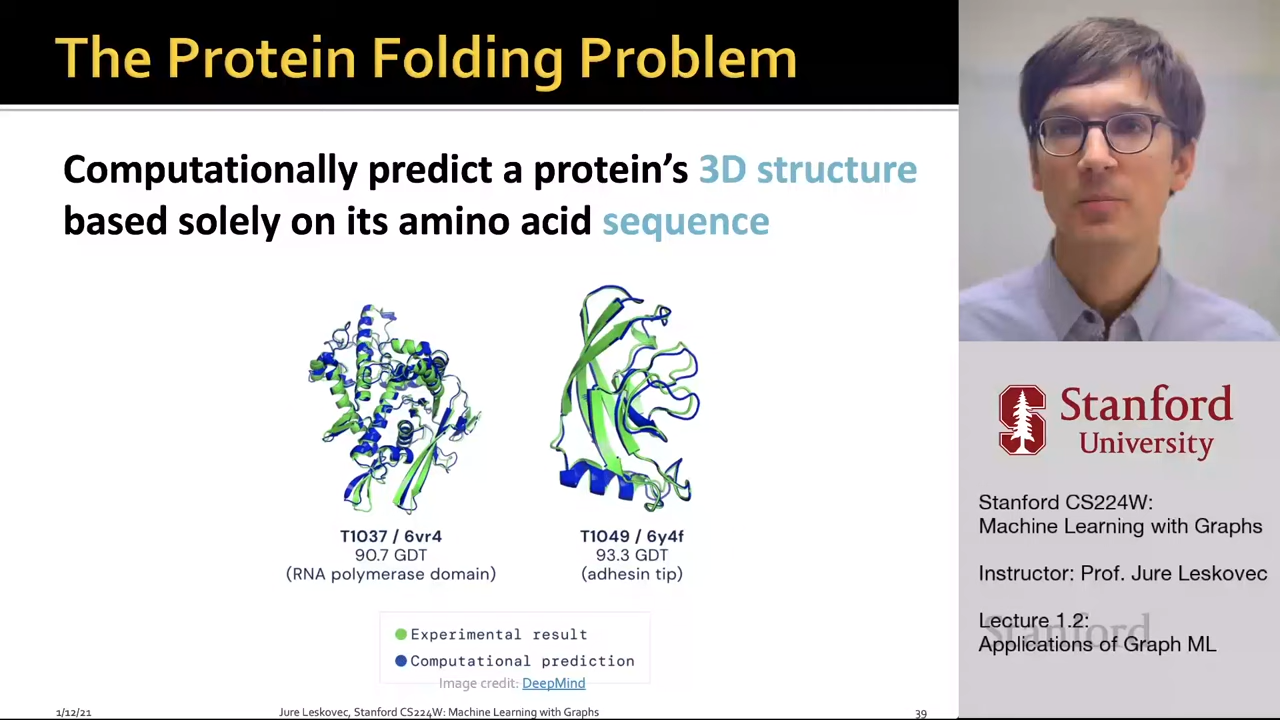 The Protein Folding Problem
Computationally predict a protein's 3D structure
based solely on its amino acid sequence
T1037 / 6vr4
90.7 GDT
(RNA polymerase domain)
T1049 / 6y4f
93.3 GDT
(adhesin tip)
Experimental result
Computational prediction
Image credit: DeepMind
1/12/21
Jure Leskovec, Stanford CS224W: Machine Learning with Graphs
39
Stanford
University
Stanford CS224W:
Machine Learning with Graphs
Instructor: Prof. Jure Leskovec
Lecture 1.2:
Applications of Graph ML
Stanford